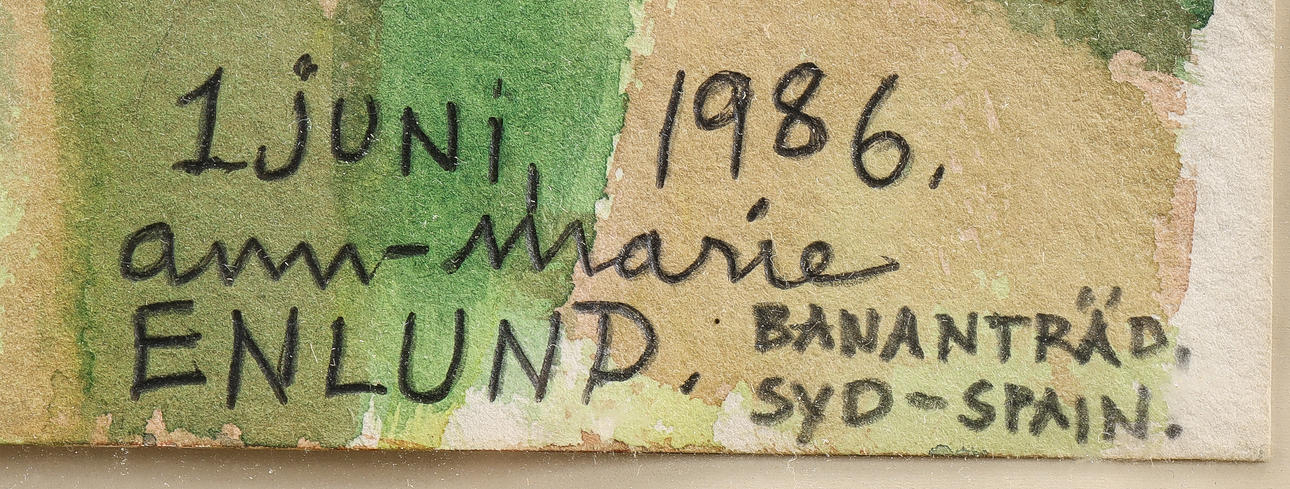 1 juNi, 1986.
ann-marie
ENLUND.
BANANTRÄD.
SYD-SPAIN.